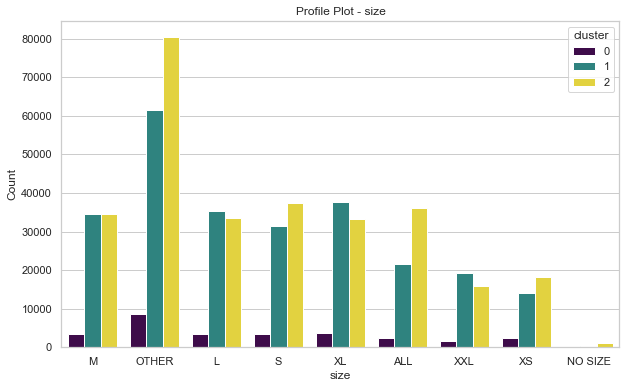 Profile Plot - size
cluster
0
1
2
Count
80000
70000
60000
50000
40000
30000
20000
10000
0
M OTHER L S XL ALL XXL XS NO SIZE
size